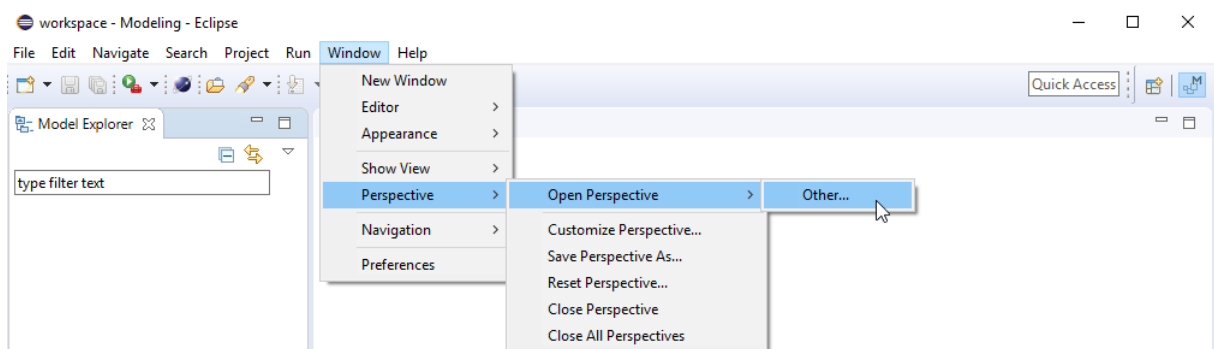 workspace - Modeling - Eclipse
File Edit Navigate Search Project Run Window Help
Quick Access
Model Explorer
type filter text
New Window
Editor
Appearance
Show View
Perspective
Navigation
Preferences
Open Perspective
Customize Perspective...
Save Perspective As...
Reset Perspective...
Close Perspective
Close All Perspectives
Other...